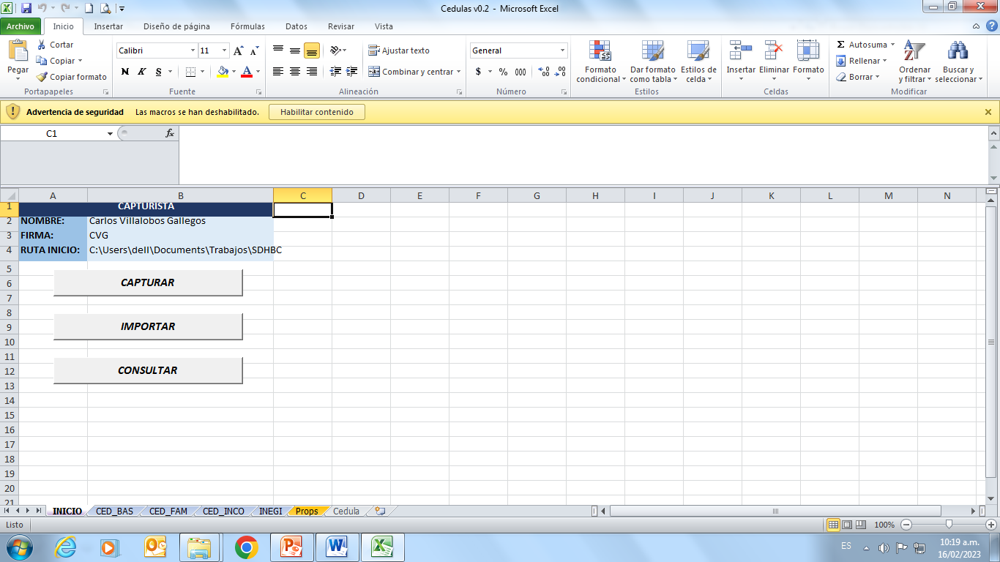 Cedulas v0.2 - Microsoft Excel
Archivo Inicio Insertar Diseño de página Fórmulas Datos Revisar Vista
Pegar
Cortar
Copiar
Copiar formato
Portapapeles
Calibri 11
N K S
Fuente
Ajustar texto
Combinar y centrar
Alineación
General
$ % 000
Número
Formato condicional
Dar formato como tabla
Estilos de celda
Estilos
Insertar Eliminar Formato
Celdas
Autosuma
Rellenar
Borrar
Ordenar y filtrar
Buscar y seleccionar
Modificar
Advertencia de seguridad Las macros se han deshabilitado. Habilitar contenido
C1 fx
A B C D E F G H I J K L M N
1 CAPTURISTA
2 NOMBRE: Carlos Villalobos Gallegos
3 FIRMA: CVG
4 RUTA INICIO: C:\Users\dell\Documents\Trabajos\SDHBC
5
6 CAPTURAR
7
8
9 IMPORTAR
10
11
12 CONSULTAR
13
14
15
16
17
18
19
20
21
INICIO CED_BAS CED_FAM CED_INCO INEGI Props Cedula
Listo 100%
ES 10:19 a.m.
16/02/2023